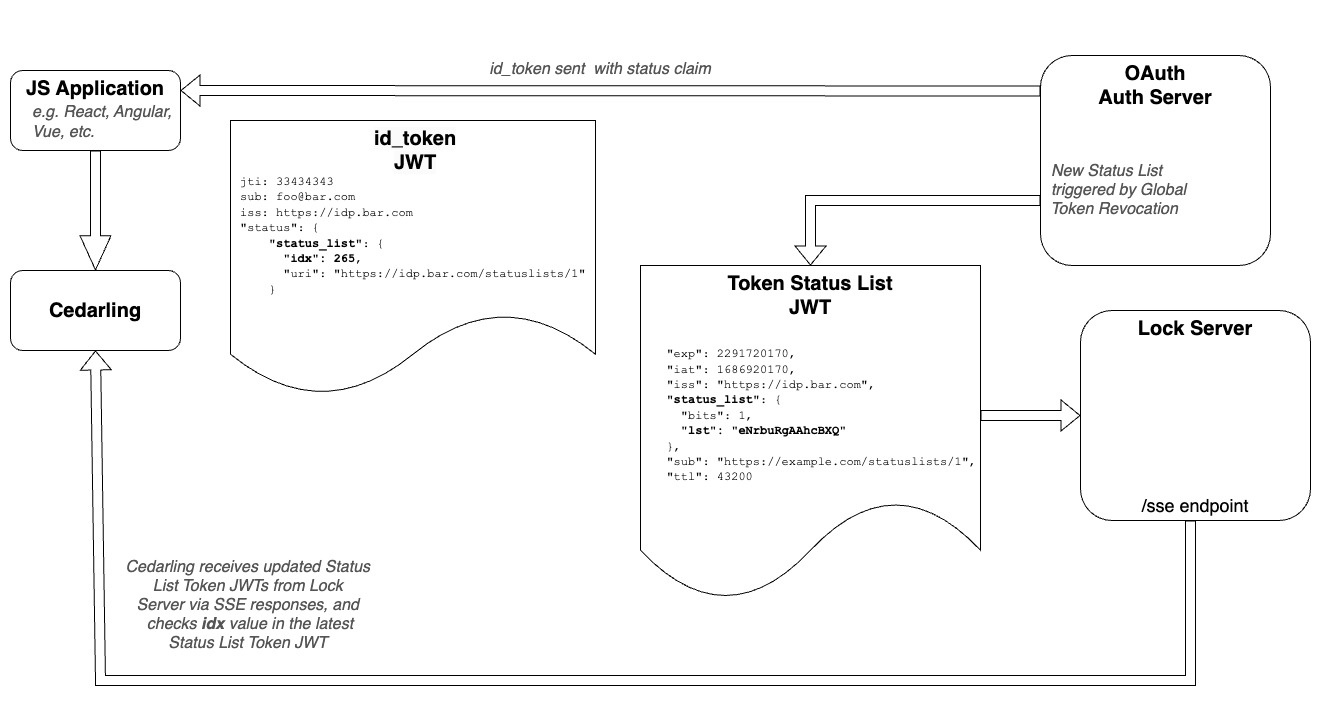 id_token sent with status claim
JS Application
e.g. React, Angular,
Vue, etc.
OAuth
Auth Server
New Status List
triggered by Global
Token Revocation
id_token
JWT
jti: 33434343
sub: foo@bar.com
iss: https://idp.bar.com
"status": {
"status_list": {
"idx": 265,
"uri": "https://idp.bar.com/statuslists/1"
}
Cedarling
Token Status List
JWT
"exp": 2291720170,
"iat": 1686920170,
"iss": "https://idp.bar.com",
"status_list": {
"bits": 1,
"lst": "eNrbuRgAAhcBXQ"
},
"sub": "https://example.com/statuslists/1",
"ttl": 43200
Lock Server
/sse endpoint
Cedarling receives updated Status
List Token JWTs from Lock
Server via SSE responses, and
checks idx value in the latest
Status List Token JWT